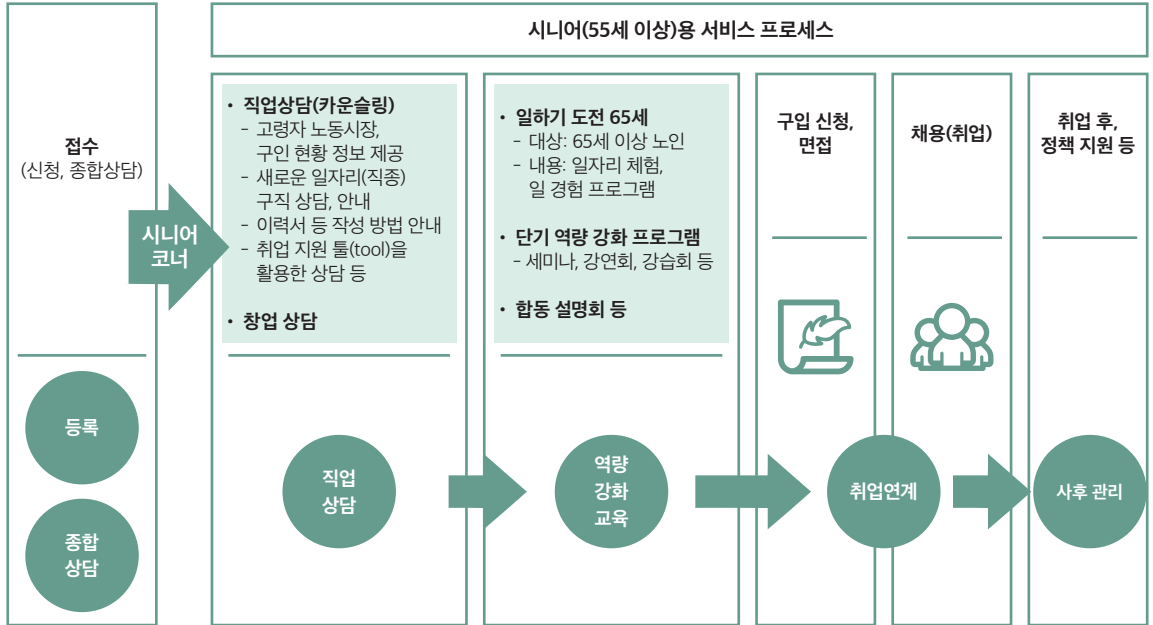 시니어(55세 이상)용 서비스 프로세스
접수
(신청, 종합상담)
시니어
코너
등록
종합
상담
• 직업상담(카운슬링)
- 고령자 노동시장,
구인 현황 정보 제공
- 새로운 일자리(직종)
구직 상담, 안내
- 이력서 등 작성 방법 안내
- 취업 지원 툴(tool)을
활용한 상담 등
• 창업 상담
직업
상담
• 일하기 도전 65세
- 대상: 65세 이상 노인
- 내용: 일자리 체험,
일 경험 프로그램
• 단기 역량 강화 프로그램
- 세미나, 강연회, 강습회 등
• 합동 설명회 등
역량
강화
교육
구입 신청,
면접
채용(취업)
취업연계
취업 후,
정책 지원 등
사후 관리